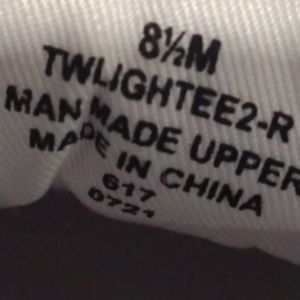 8½M
TWLIGHTEE2-R
MAN MADE UPPER
MADE IN CHINA
617
0721